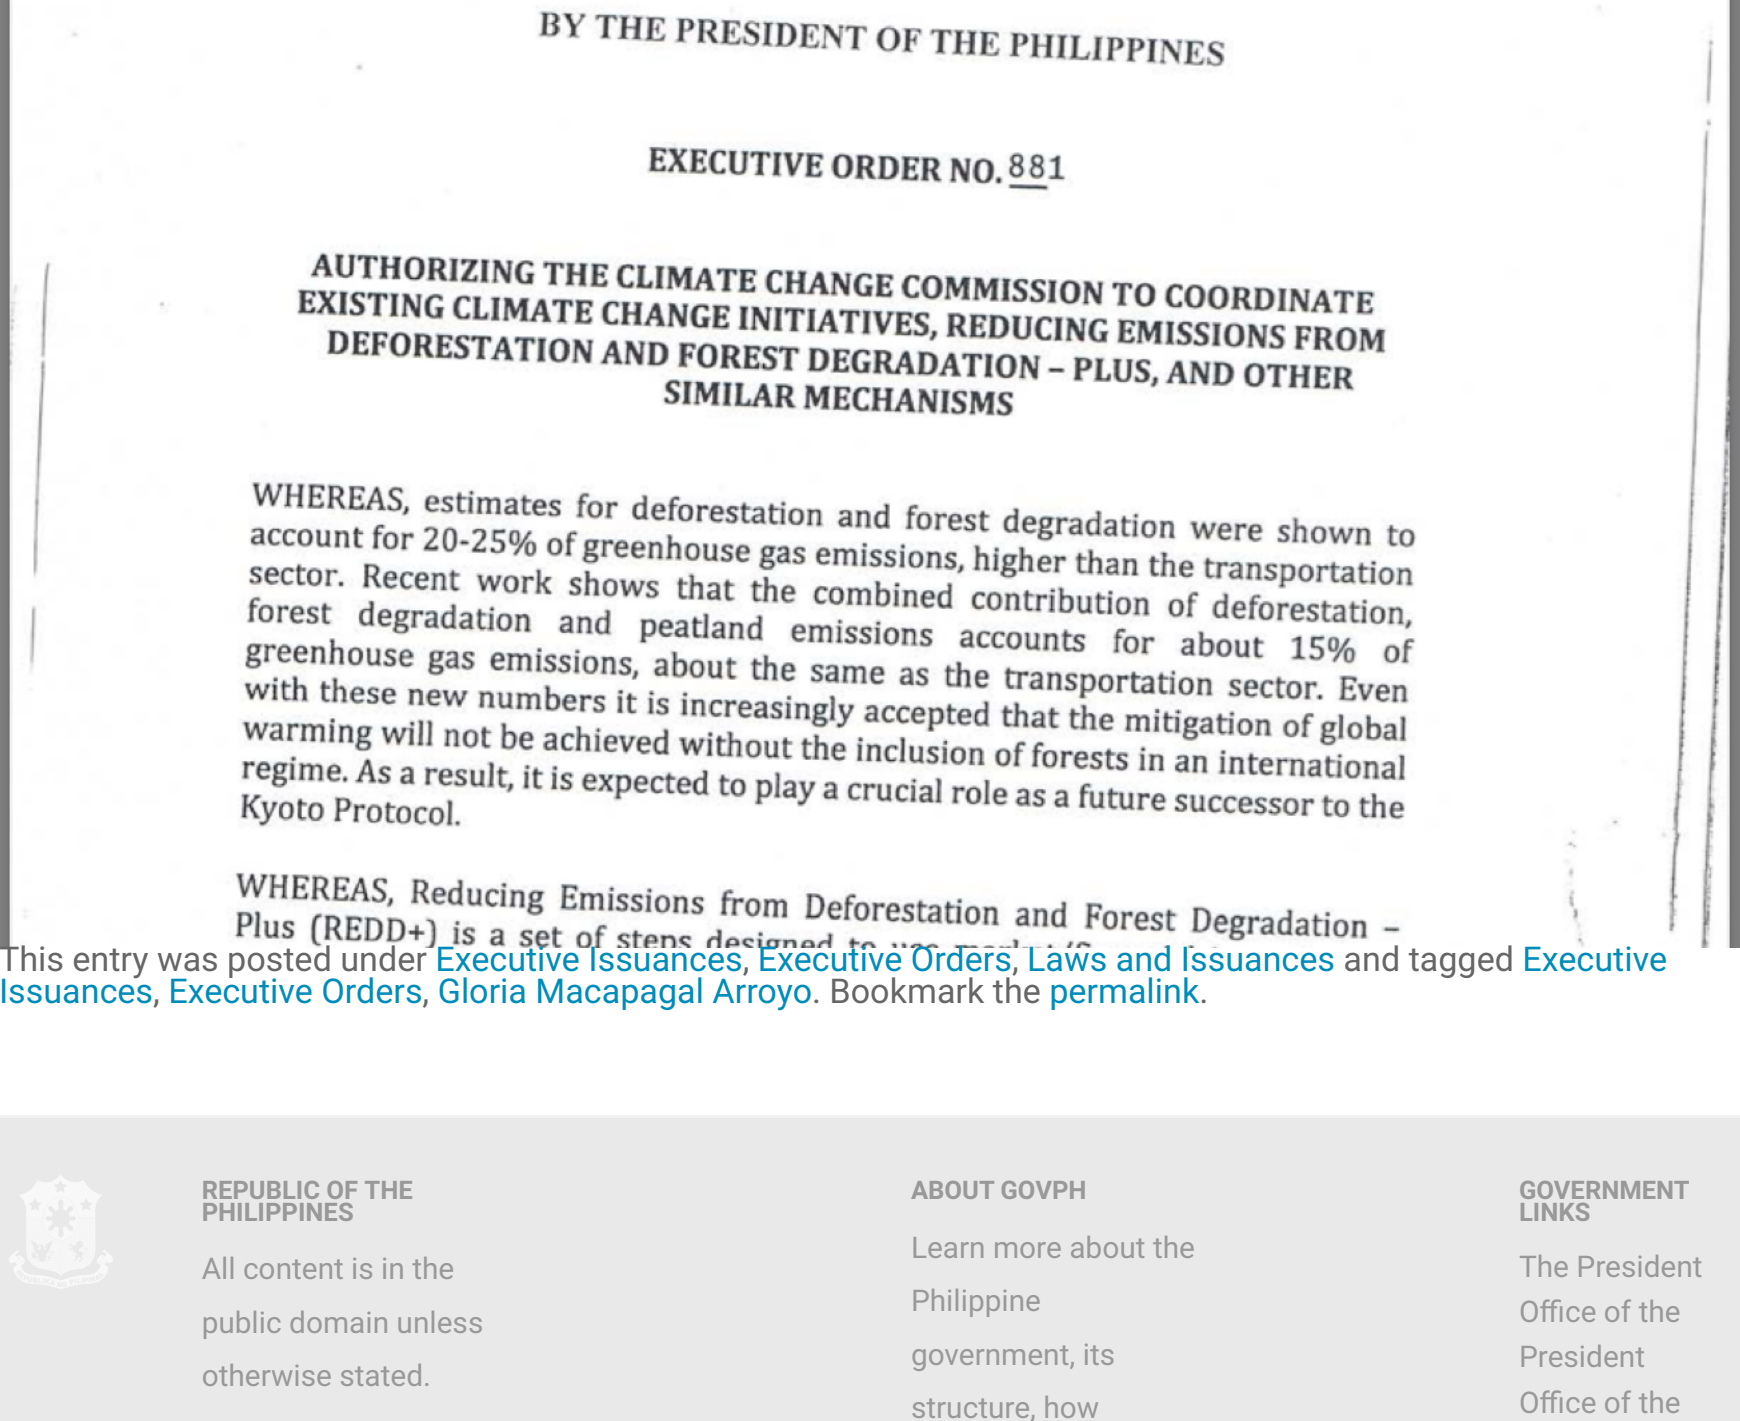 BY THE PRESIDENT OF THE PHILIPPINES
EXECUTIVE ORDER NO. 881
AUTHORIZING THE CLIMATE CHANGE COMMISSION TO COORDINATE
EXISTING CLIMATE CHANGE INITIATIVES, REDUCING EMISSIONS FROM
DEFORESTATION AND FOREST DEGRADATION – PLUS, AND OTHER
SIMILAR MECHANISMS
WHEREAS, estimates for deforestation and forest degradation were shown to
account for 20-25% of greenhouse gas emissions, higher than the transportation
sector. Recent work shows that the combined contribution of deforestation,
forest degradation and peatland emissions accounts for about 15% of
greenhouse gas emissions, about the same as the transportation sector. Even
with these new numbers it is increasingly accepted that the mitigation of global
warming will not be achieved without the inclusion of forests in an international
regime. As a result, it is expected to play a crucial role as a future successor to the
Kyoto Protocol.
WHEREAS, Reducing Emissions from Deforestation and Forest Degradation –
Plus (REDD+) is a set of steps designed to use
This entry was posted under Executive Issuances, Executive Orders, Laws and Issuances and tagged Executive
Issuances, Executive Orders, Gloria Macapagal Arroyo. Bookmark the permalink.
REPUBLIC OF THE
PHILIPPINES
All content is in the
public domain unless
otherwise stated.
ABOUT GOVPH
Learn more about the
Philippine
government, its
structure, how
GOVERNMENT
LINKS
The President
Office of the
President
Office of the